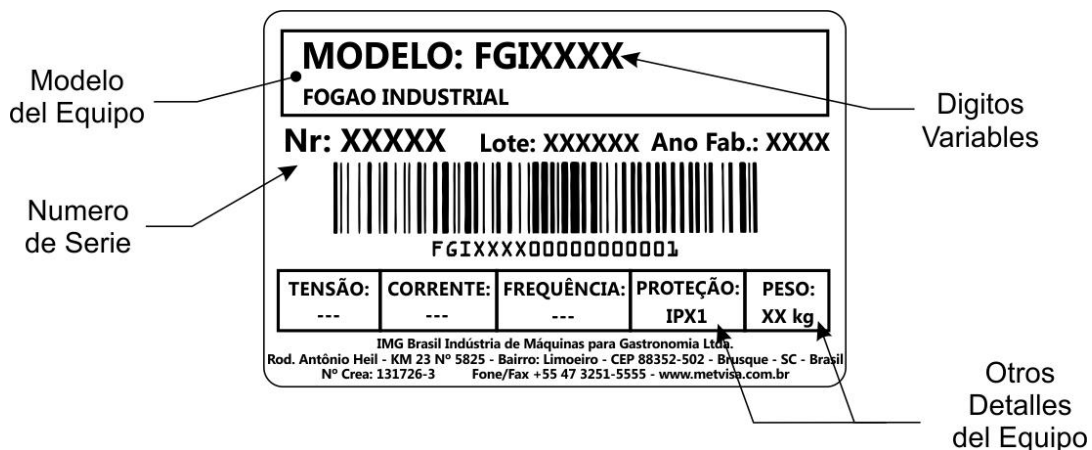 MODELO: FGIXXXX
FOGAO INDUSTRIAL
Modelo
del Equipo
Digitos
Variables
Nr: XXXXX Lote: XXXXXX Ano Fab.: XXXX
Numero
de Serie
FGIXXXX00000000001
TENSÃO: CORRENTE: FREQUÊNCIA: PROTEÇÃO: PESO:
--- --- --- IPX1 XX kg
IMG Brasil Indústria de Máquinas para Gastronomia Ltda.
Rod. Antônio Heil - KM 23 Nº 5825 - Bairro: Limoeiro - CEP 88352-502 - Brusque - SC - Brasil
Nº Crea: 131726-3 Fone/Fax +55 47 3251-5555 - www.metvisa.com.br
Otros
Detalles
del Equipo